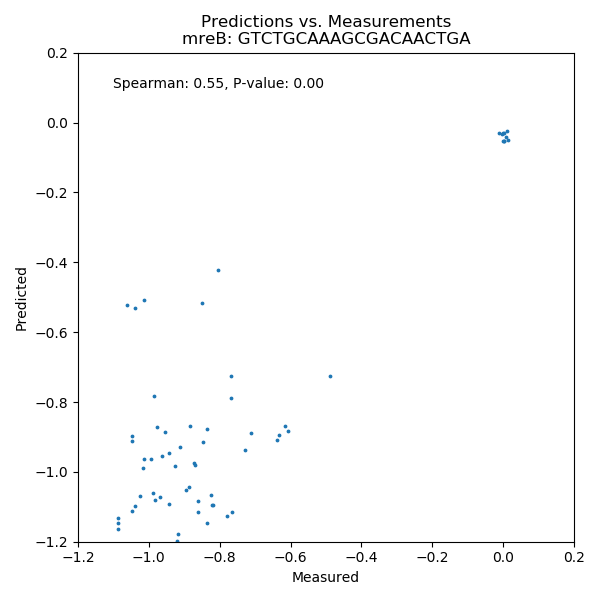 Predictions vs. Measurements
mreB: GTCTGCAAAGCGACAACTGA
Spearman: 0.55, P-value: 0.00
0.2
0.0
−0.2
−0.4
−0.6
−0.8
−1.0
−1.2
Predicted
−1.2 −1.0 −0.8 −0.6 −0.4 −0.2 0.0 0.2
Measured